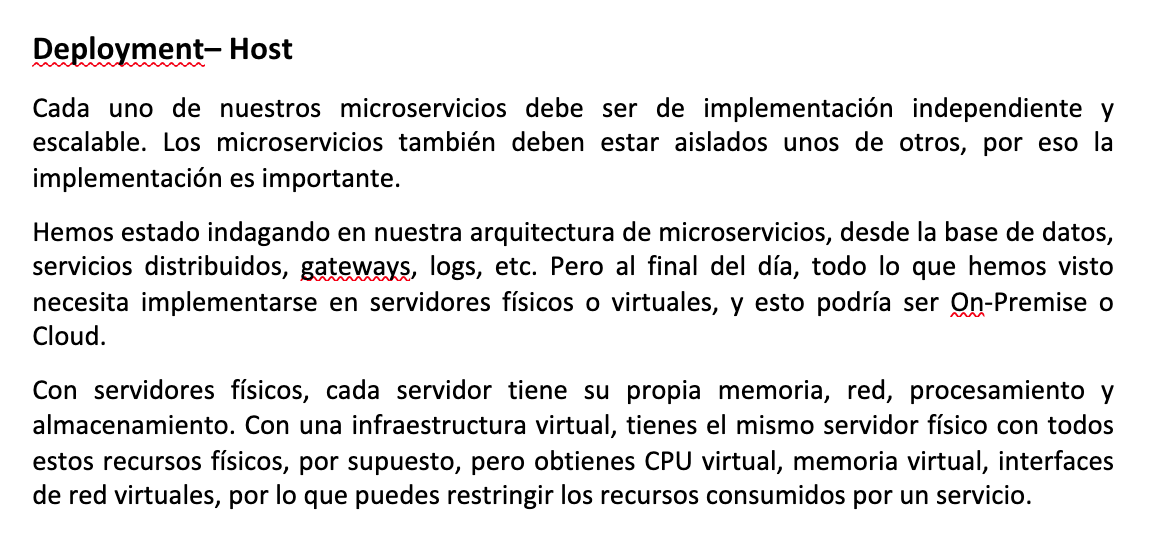 Deployment– Host
Cada uno de nuestros microservicios debe ser de implementación independiente y
escalable. Los microservicios también deben estar aislados unos de otros, por eso la
implementación es importante.
Hemos estado indagando en nuestra arquitectura de microservicios, desde la base de datos,
servicios distribuidos, gateways, logs, etc. Pero al final del día, todo lo que hemos visto
necesita implementarse en servidores físicos o virtuales, y esto podría ser On-Premise o
Cloud.
Con servidores físicos, cada servidor tiene su propia memoria, red, procesamiento y
almacenamiento. Con una infraestructura virtual, tienes el mismo servidor físico con todos
estos recursos físicos, por supuesto, pero obtienes CPU virtual, memoria virtual, interfaces
de red virtuales, por lo que puedes restringir los recursos consumidos por un servicio.